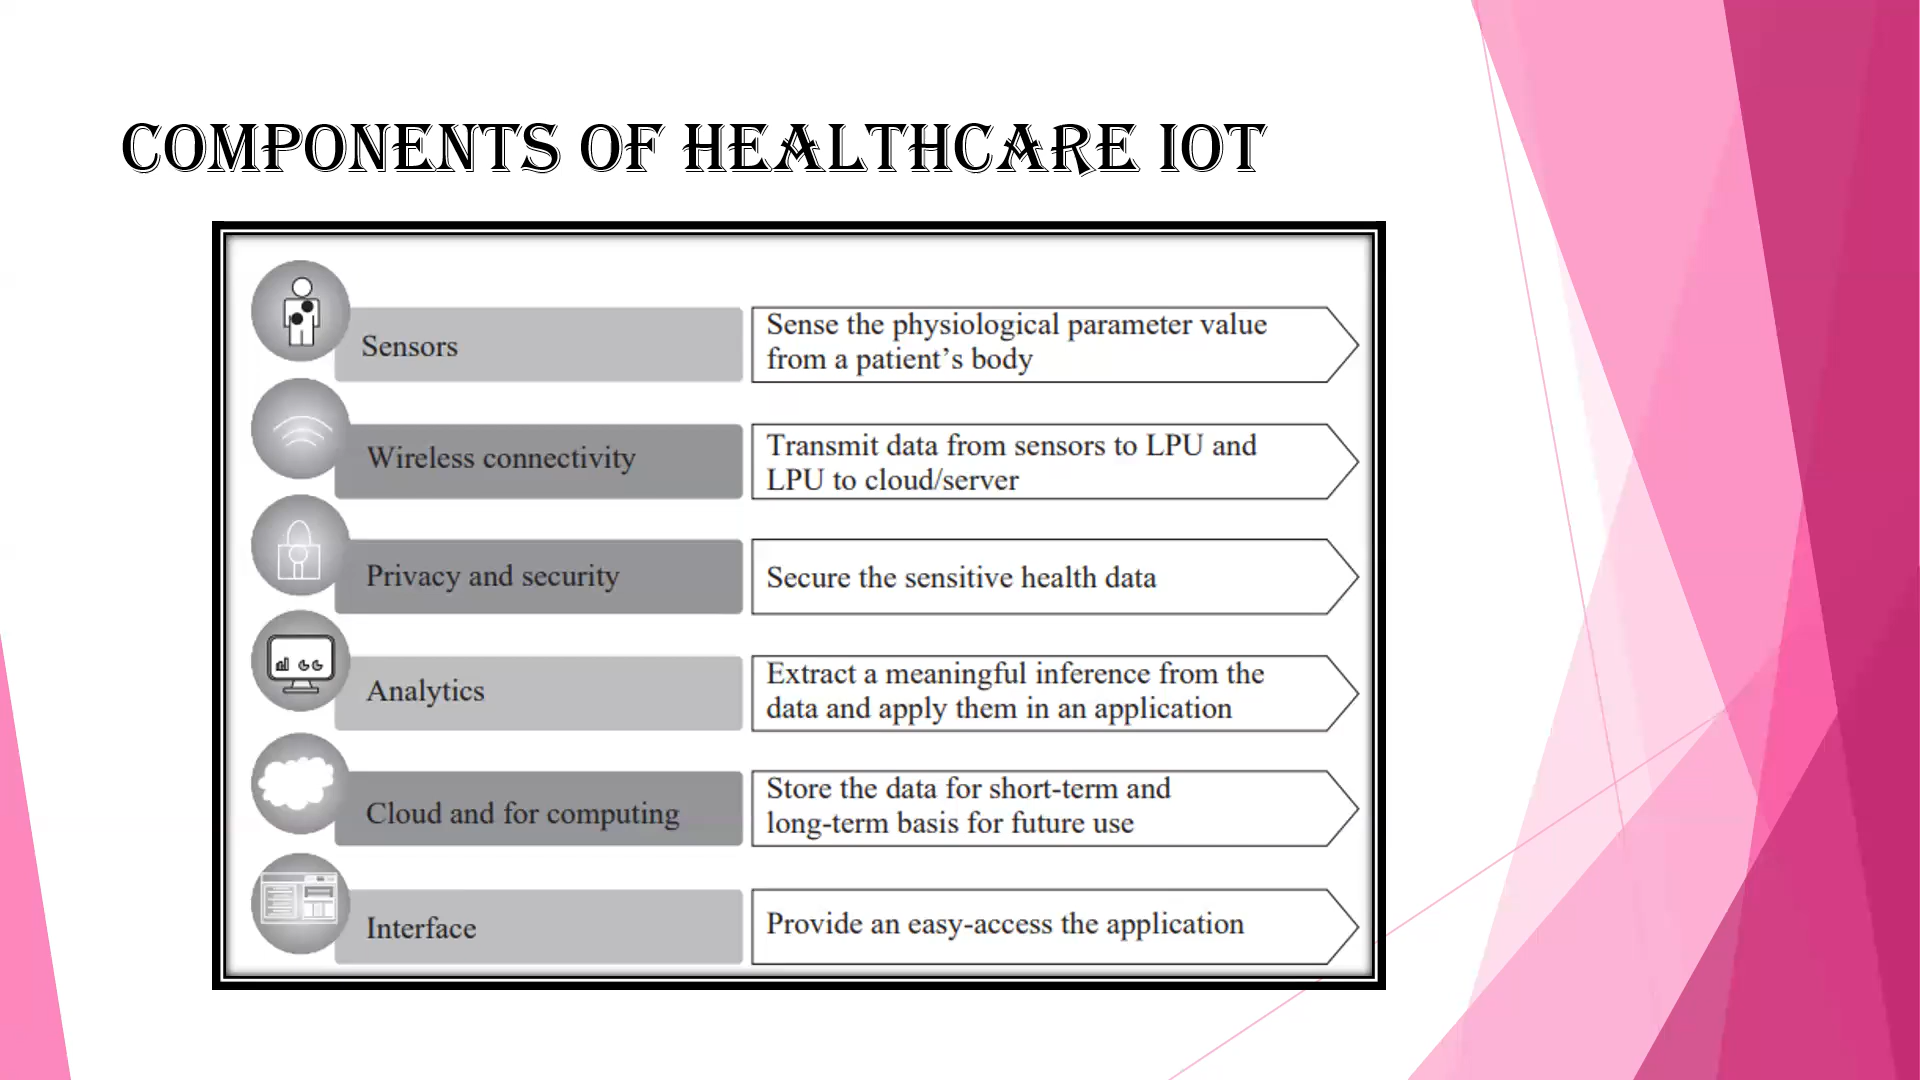 COMPONENTS OF HEALTHCARE IOT
Sensors
Sense the physiological parameter value
from a patient's body
Wireless connectivity
Transmit data from sensors to LPU and
LPU to cloud/server
Privacy and security
Secure the sensitive health data
Analytics
Extract a meaningful inference from the
data and apply them in an application
Cloud and for computing
Store the data for short-term and
long-term basis for future use
Interface
Provide an easy-access the application